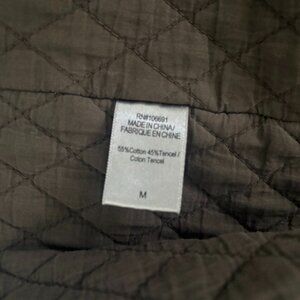 RN#106691
MADE IN CHINA/
FABRIQUE EN CHINE
55%Cotton 45%Tencel /
Coton Tencel
M